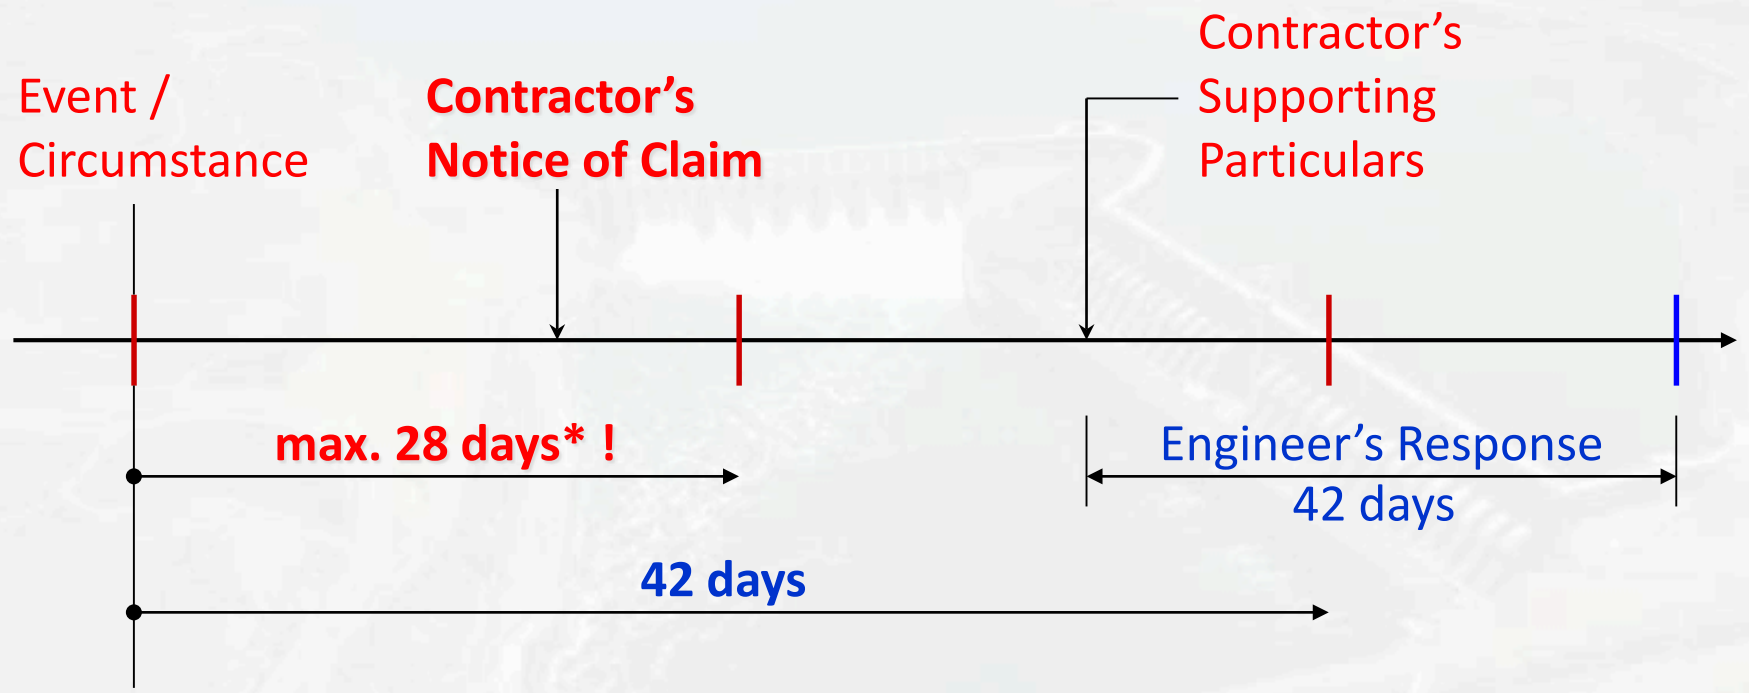 Event /
Circumstance
Contractor’s
Notice of Claim
Contractor’s
Supporting
Particulars
max. 28 days* !
Engineer’s Response
42 days
42 days